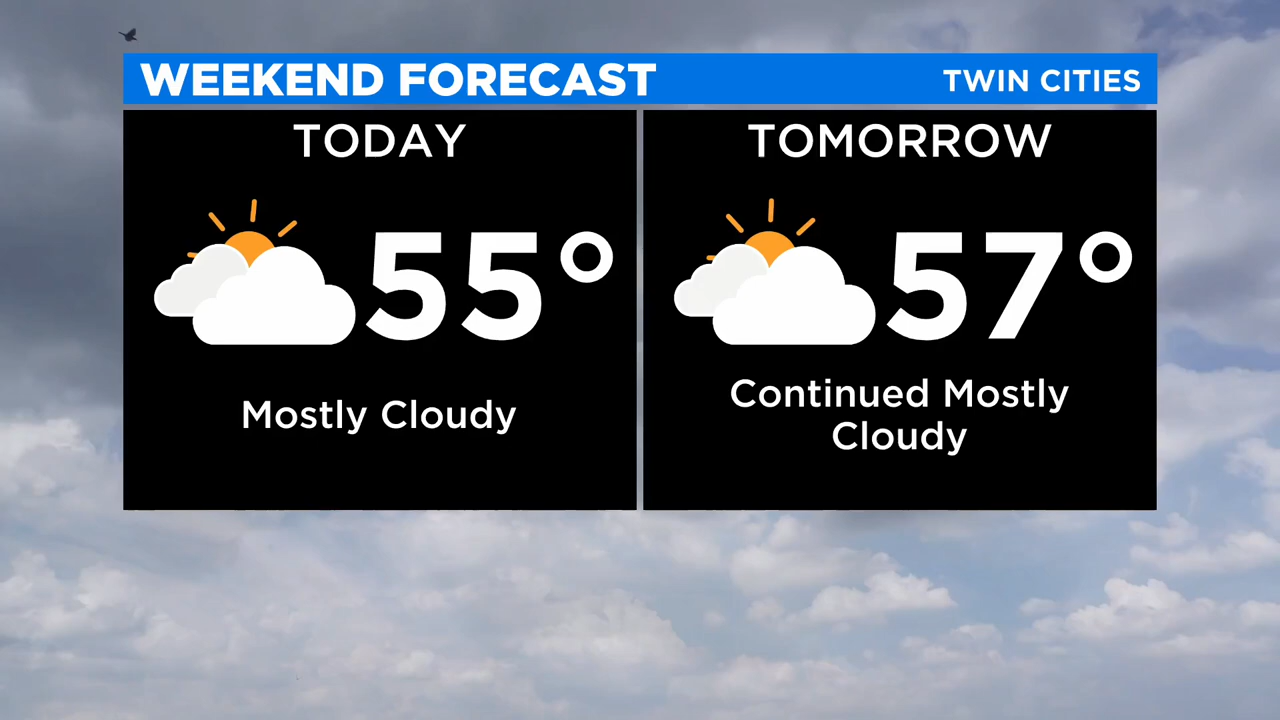 WEEKEND FORECAST
TWIN CITIES
TODAY
55°
Mostly Cloudy
TOMORROW
57°
Continued Mostly
Cloudy